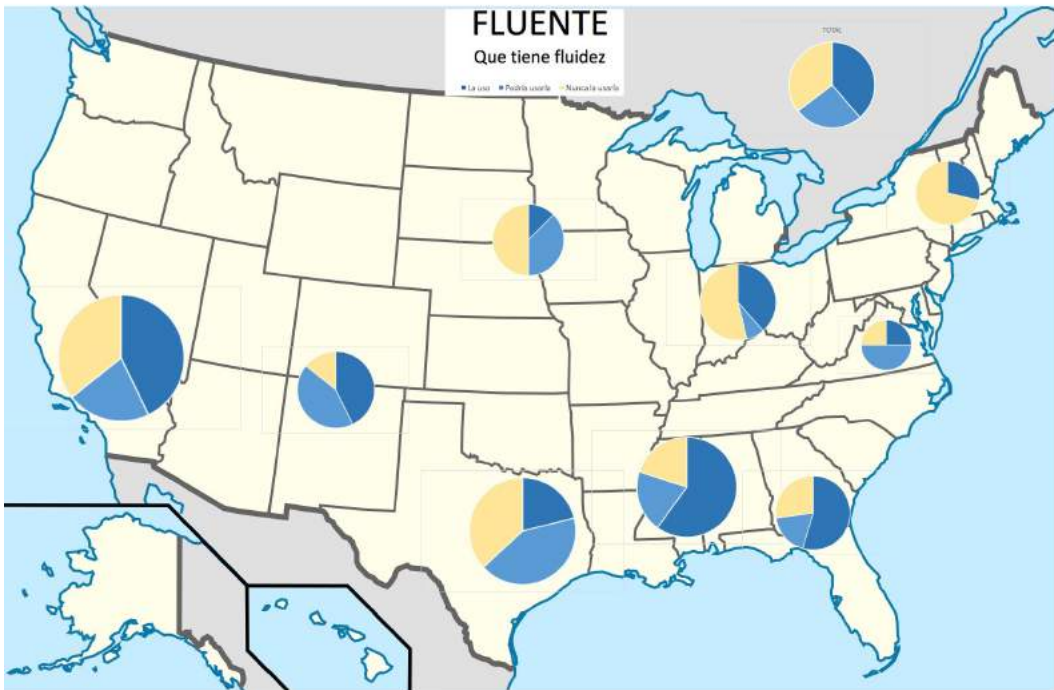 FLUENTE
Que tiene fluidez
La uso Podría usarla Nunca la usaría
TOTAL